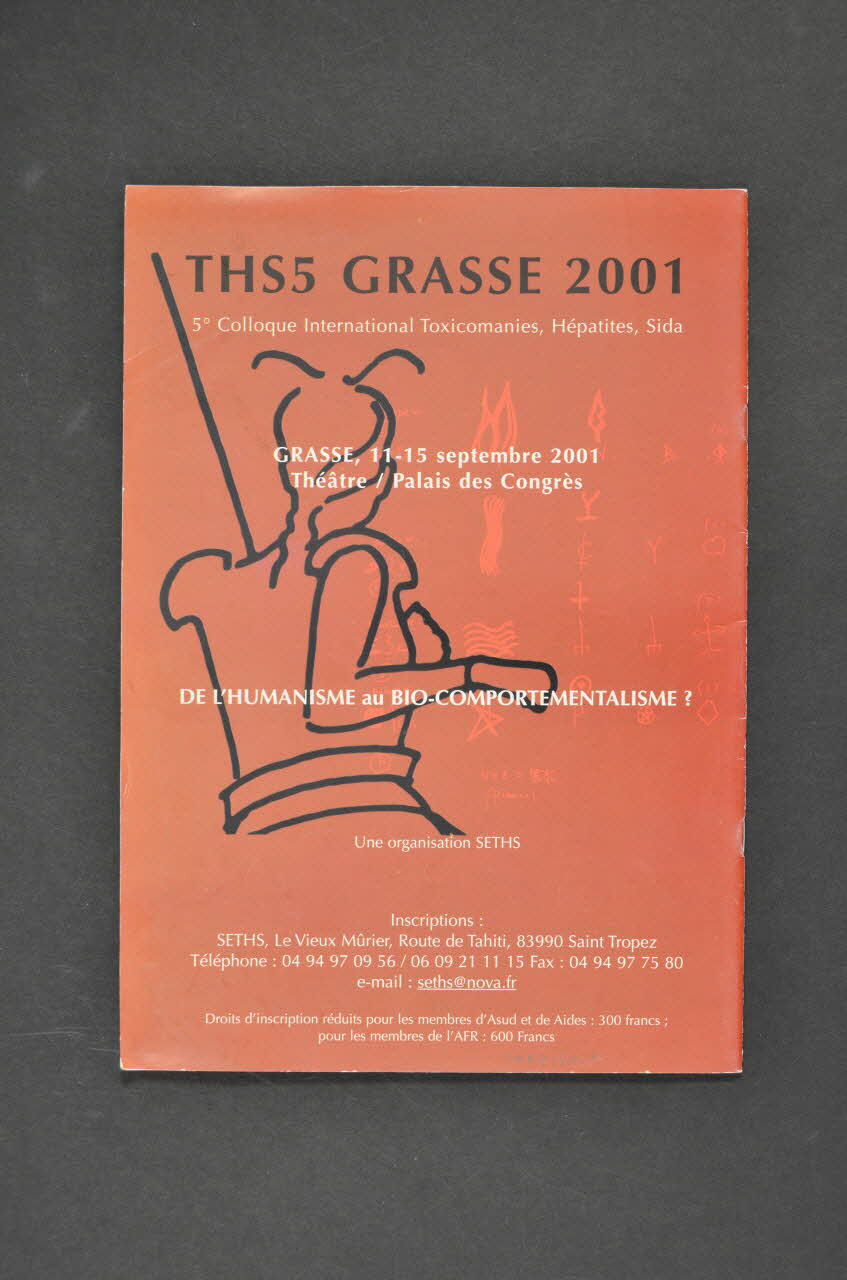 THS5 GRASSE 2001
5° Colloque International Toxicomanies, Hépatites, Sida
GRASSE, 11-15 septembre 2001
Théâtre / Palais des Congrès
DE L'HUMANISME au BIO-COMPORTEMENTALISME ?
Une organisation SETHS
Inscriptions :
SETHS, Le Vieux Mûrier, Route de Tahiti, 83990 Saint Tropez
Téléphone : 04 94 97 09 56 / 06 09 21 11 15 Fax : 04 94 97 75 80
e-mail : seths@nova.fr
Droits d'inscription réduits pour les membres d'Asud et de Aides : 300 francs ;
pour les membres de l'AFR : 600 Francs